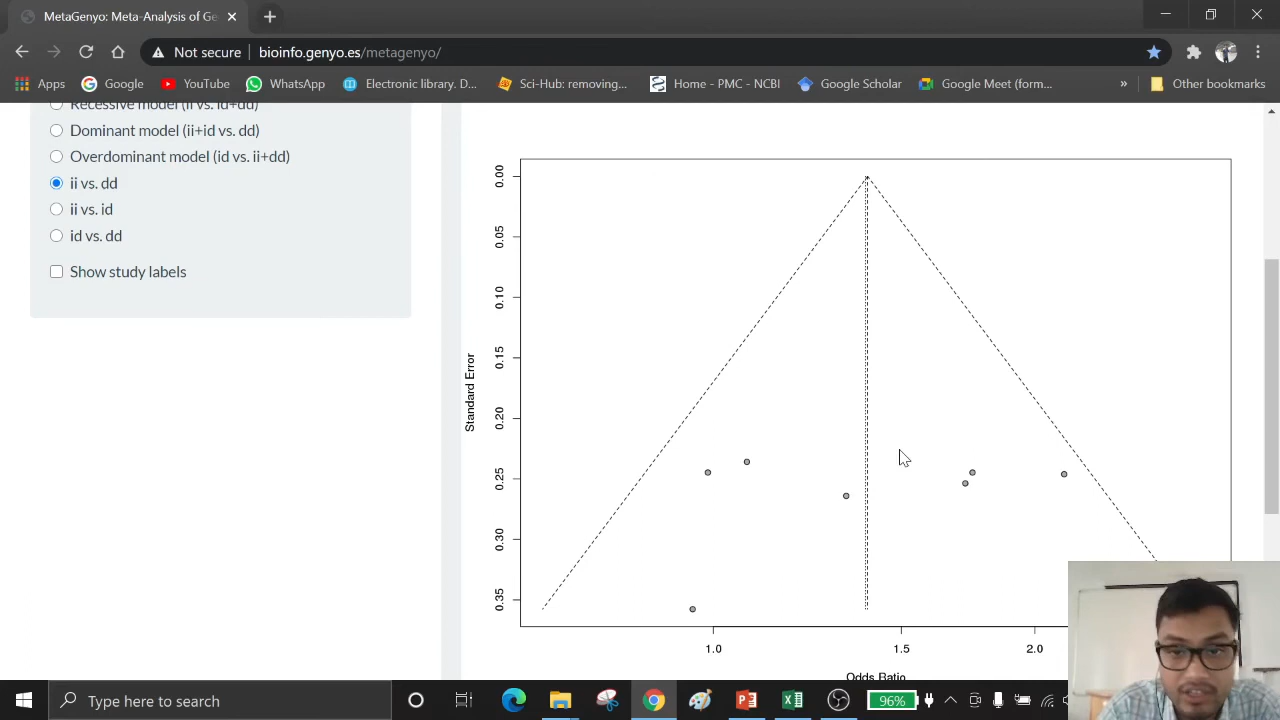 MetaGenyo: Meta-Analysis of Ge
Not secure bioinfo.genyo.es/metagenyo/
Apps Google YouTube WhatsApp Electronic library. D... Sci-Hub: removing... Home - PMC - NCBI Google Scholar Google Meet (form... » Other bookmarks
Recessive model (ii vs. id+dd)
Dominant model (ii+id vs. dd)
Overdominant model (id vs. ii+dd)
ii vs. dd
ii vs. id
id vs. dd
Show study labels
0.00
0.05
0.10
0.15
0.20
0.25
0.30
0.35
Standard Error
1.0 1.5 2.0
Odds Ratio
Type here to search
96%